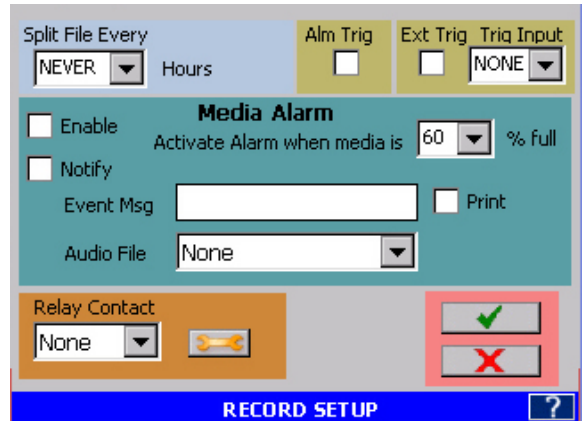 Split File Every
NEVER Hours
Alm Trig
Ext Trig Trig Input
NONE
Media Alarm
Enable
Activate Alarm when media is 60 % full
Notify
Event Msg
Print
Audio File None
Relay Contact
None
RECORD SETUP ?